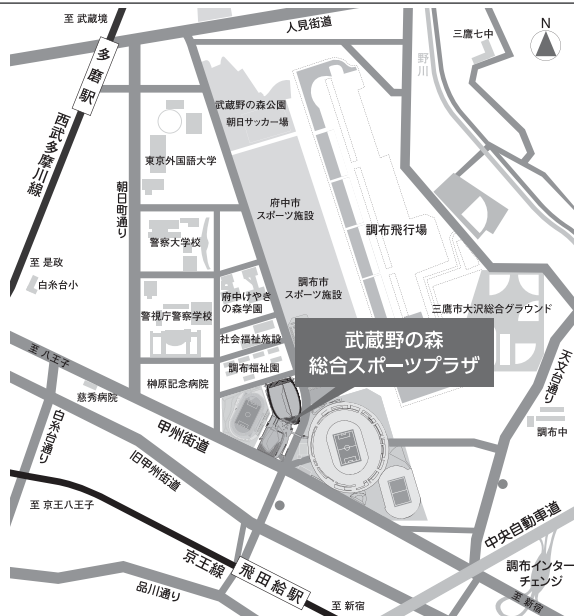 至 武蔵境
人見街道
N
三鷹七中
多磨駅
野川
武蔵野の森公園
朝日サッカー場
西武多摩川線
東京外国語大学
朝日町通り
府中市
スポーツ施設
調布飛行場
警察大学校
至 是政
白糸台小
府中けやき
の森学園
調布市
スポーツ施設
三鷹市大沢総合グラウンド
警視庁警察学校
社会福祉施設
武蔵野の森
総合スポーツプラザ
至 八王子
調布福祉園
榊原記念病院
天文台通り
慈秀病院
白糸台通り
甲州街道
調布中
旧甲州街道
至 京王八王子
中央自動車道
京王線
飛田給駅
調布インター
チェンジ
品川通り
至 新宿
至 新宿